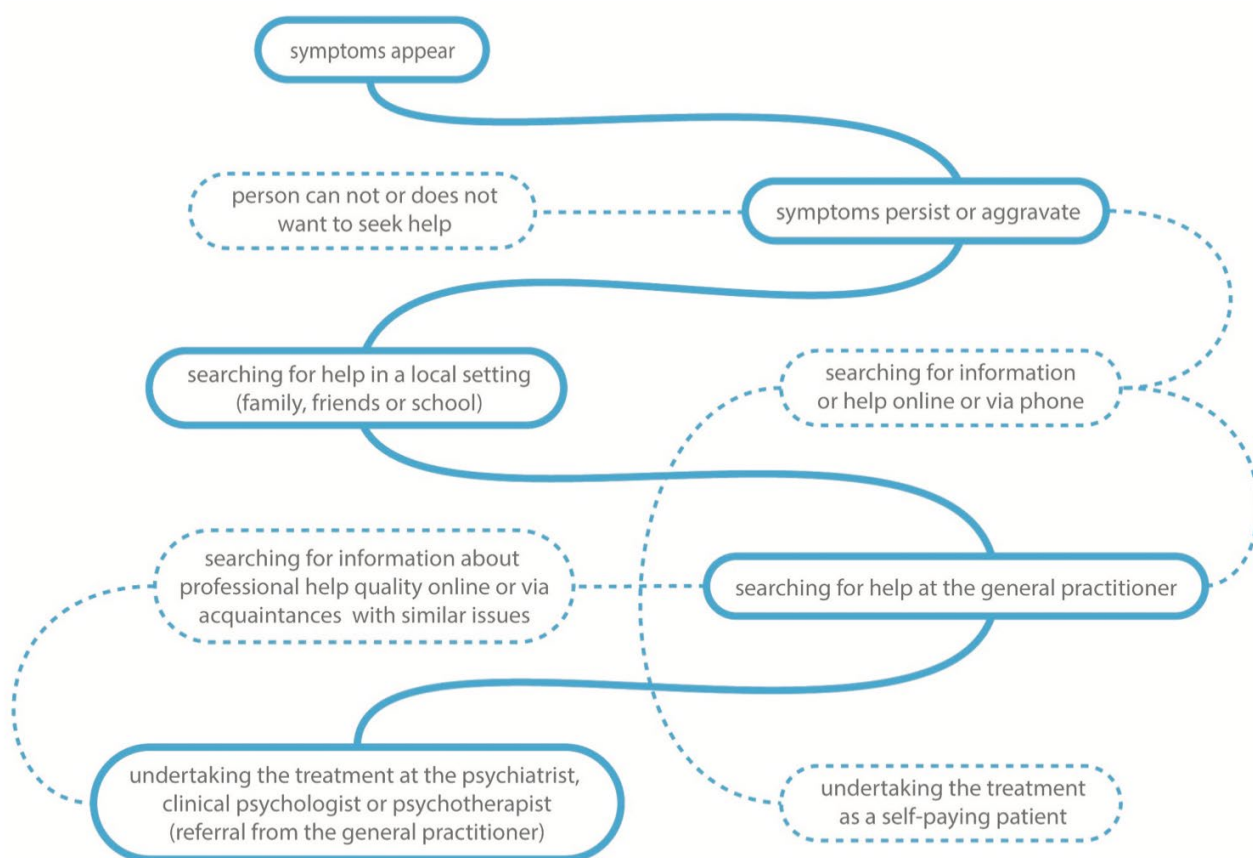 symptoms appear
person can not or does not
want to seek help
symptoms persist or aggravate
searching for help in a local setting
(family, friends or school)
searching for information
or help online or via phone
searching for information about
professional help quality online or via
acquaintances with similar issues
searching for help at the general practitioner
undertaking the treatment at the psychiatrist,
clinical psychologist or psychotherapist
(referral from the general practitioner)
undertaking the treatment
as a self-paying patient